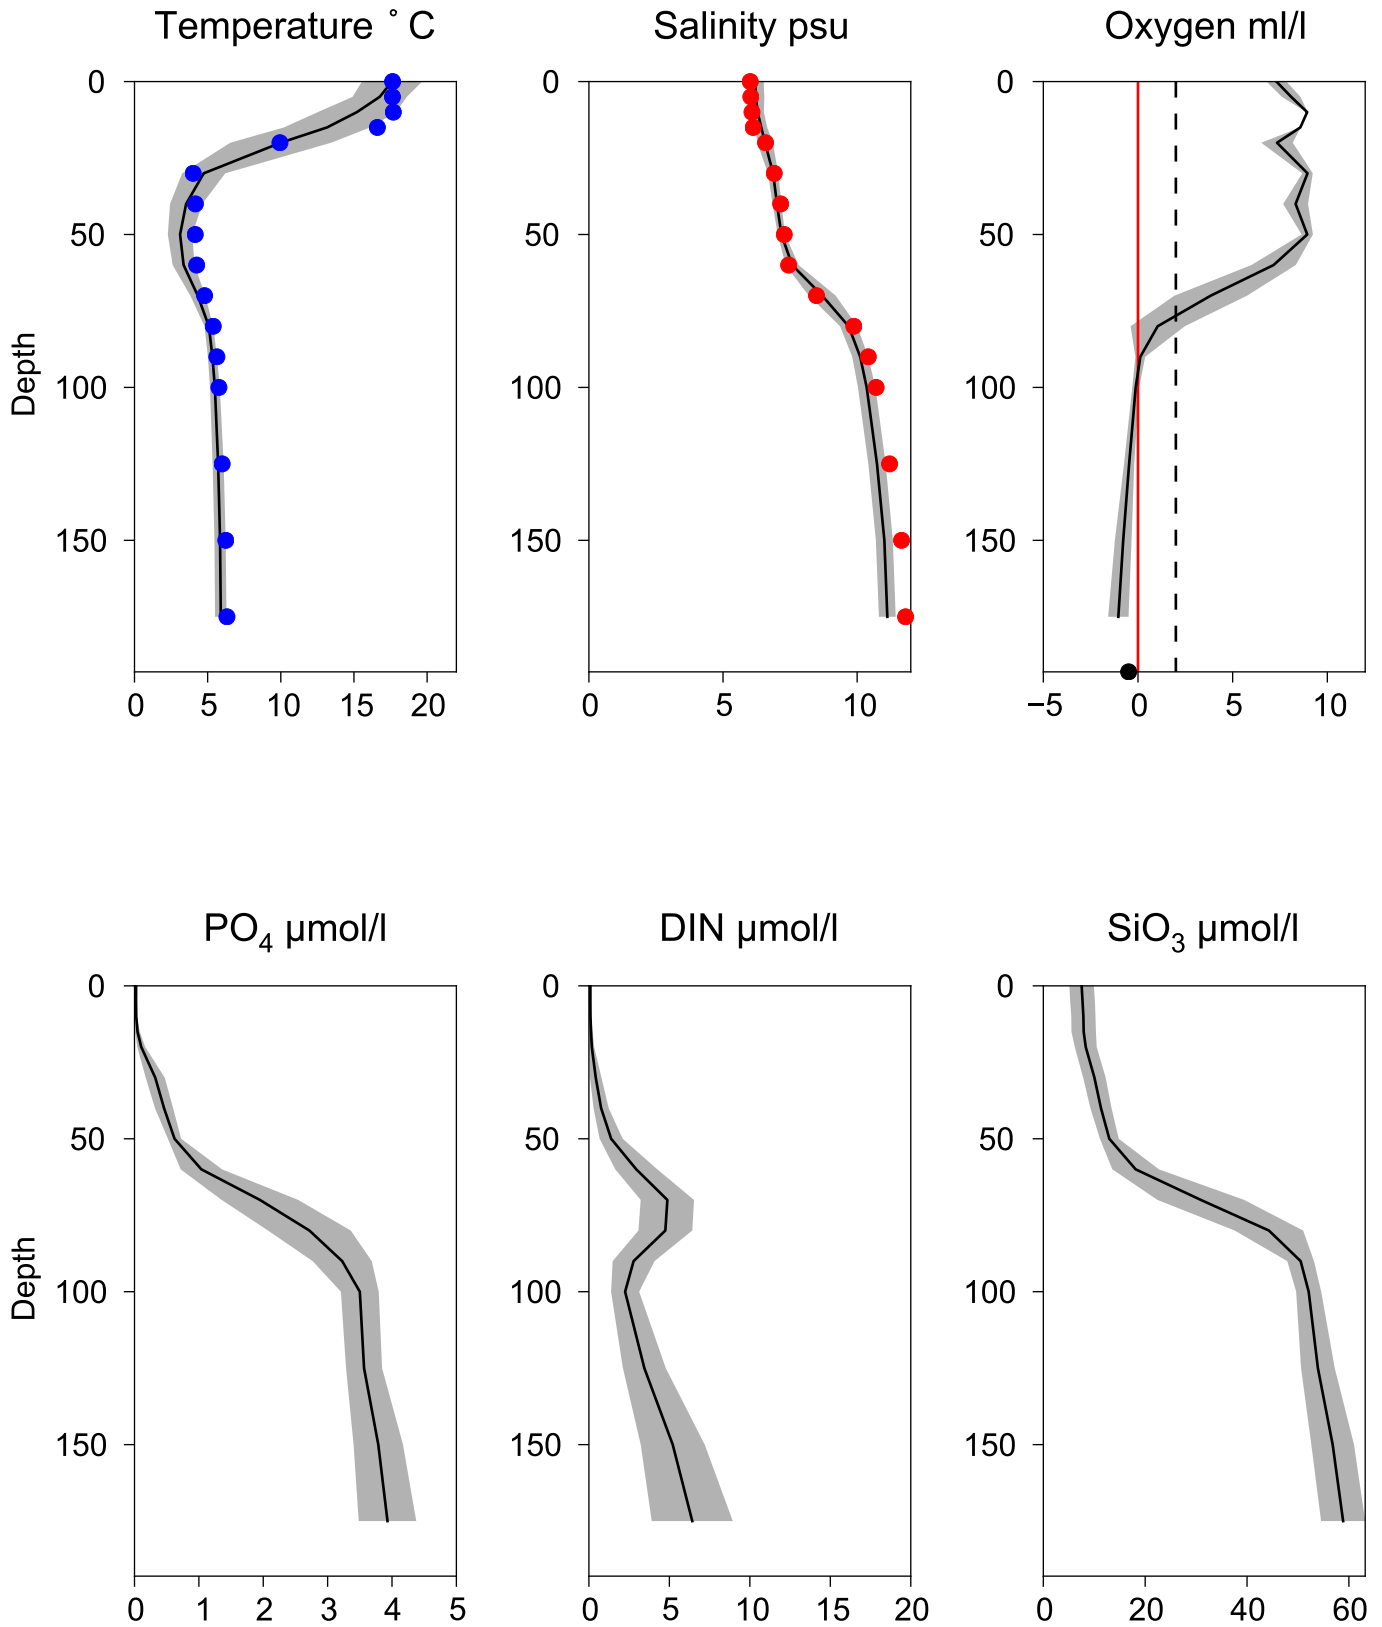 Temperature ˚ C
Salinity psu
Oxygen ml/l
0
50
100
150
Depth
0 5 10 15 20
0
50
100
150
0 5 10
0
50
100
150
−5 0 5 10
PO4 µmol/l
DIN µmol/l
SiO3 µmol/l
0
50
100
150
Depth
0 1 2 3 4 5
0
50
100
150
0 5 10 15 20
0
50
100
150
0 20 40 60